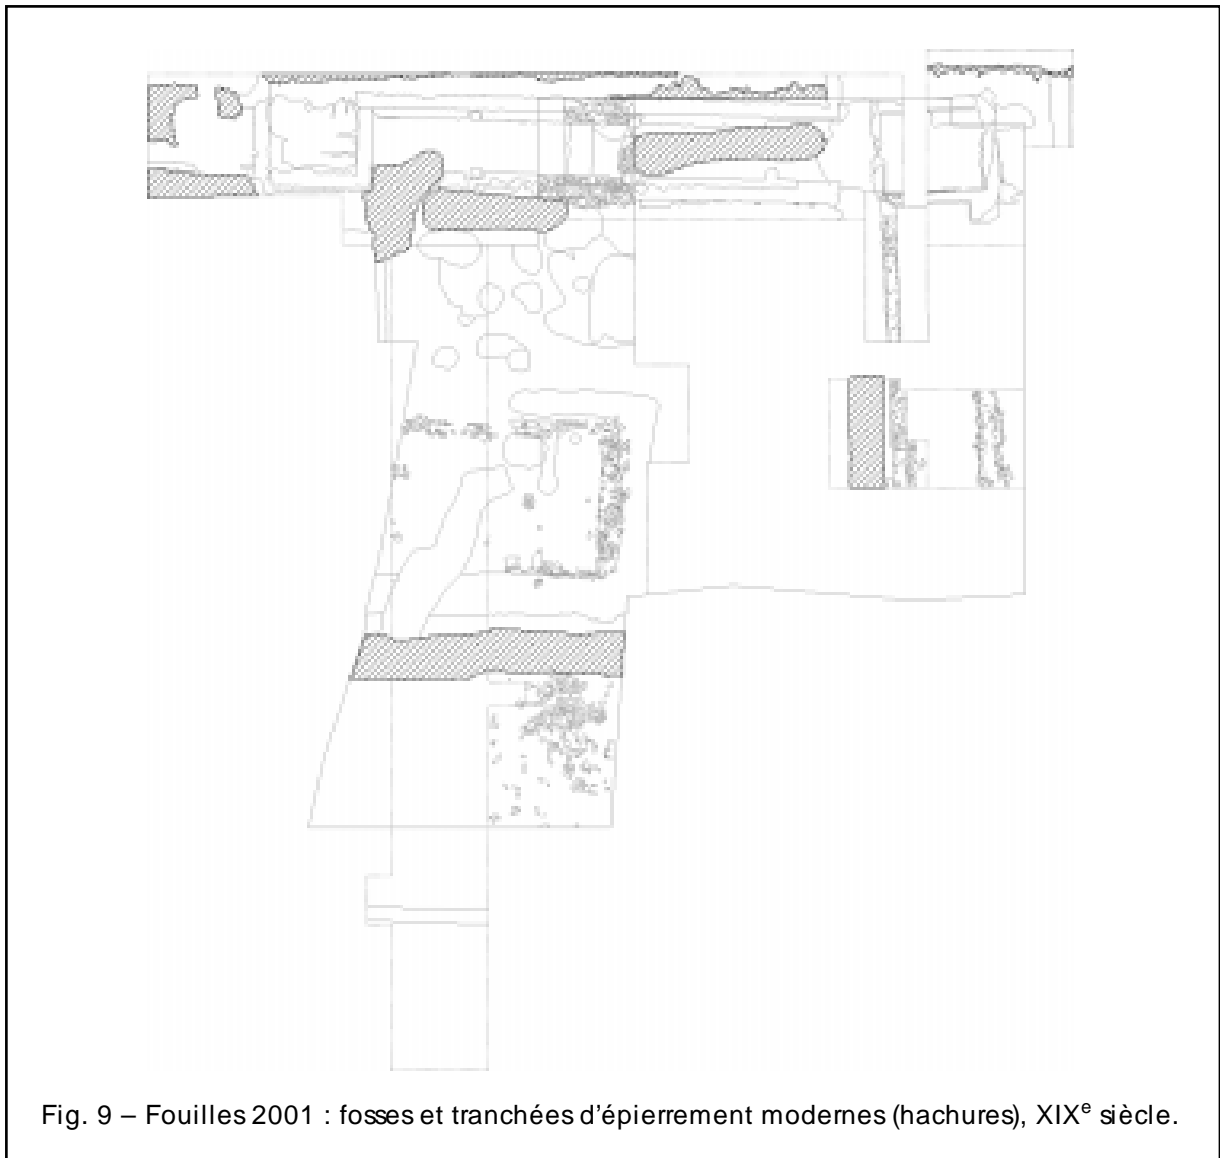 Fig. 9 – Fouilles 2001 : fosses et tranchées d'épierrement modernes (hachures), XIXe siècle.